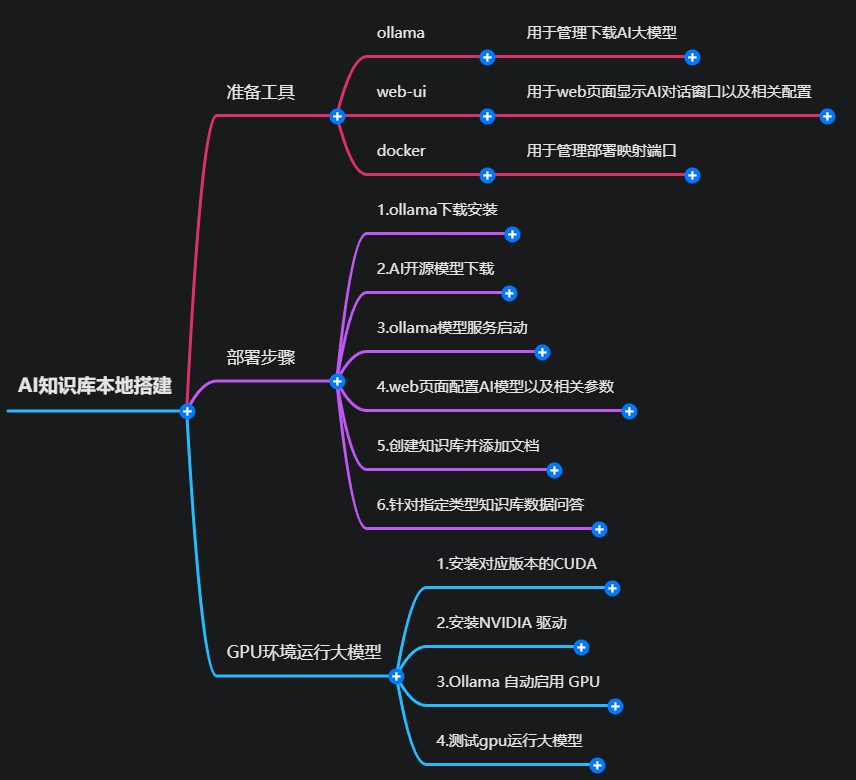 AI知识库本地搭建
准备工具
ollama
用于管理下载AI大模型
web-ui
用于web页面显示AI对话窗口以及相关配置
docker
用于管理部署映射端口
部署步骤
1.ollama下载安装
2.AI开源模型下载
3.ollama模型服务启动
4.web页面配置AI模型以及相关参数
5.创建知识库并添加文档
6.针对指定类型知识库数据问答
GPU环境运行大模型
1.安装对应版本的CUDA
2.安装NVIDIA 驱动
3.Ollama 自动启用 GPU
4.测试gpu运行大模型